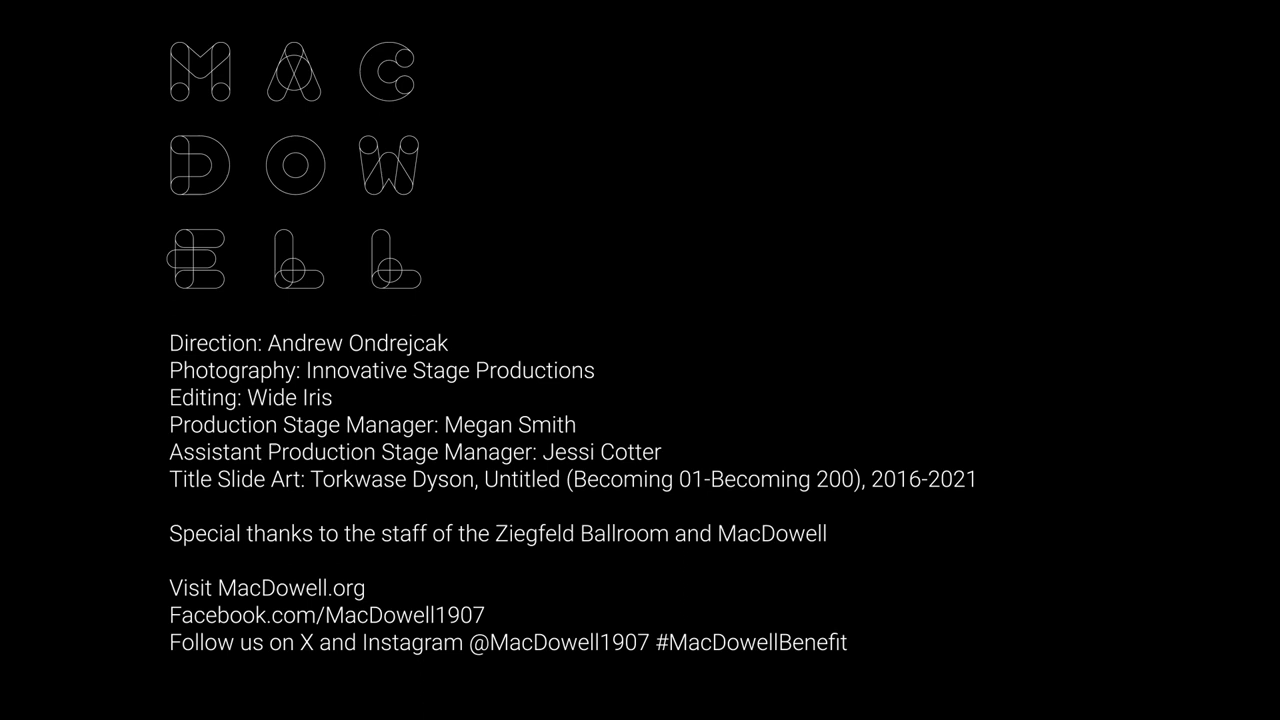 MAC
DOW
ELL
Direction: Andrew Ondrejcak
Photography: Innovative Stage Productions
Editing: Wide Iris
Production Stage Manager: Megan Smith
Assistant Production Stage Manager: Jessi Cotter
Title Slide Art: Torkwase Dyson, Untitled (Becoming 01-Becoming 200), 2016-2021
Special thanks to the staff of the Ziegfeld Ballroom and MacDowell
Visit MacDowell.org
Facebook.com/MacDowell1907
Follow us on X and Instagram @MacDowell1907 #MacDowellBenefit